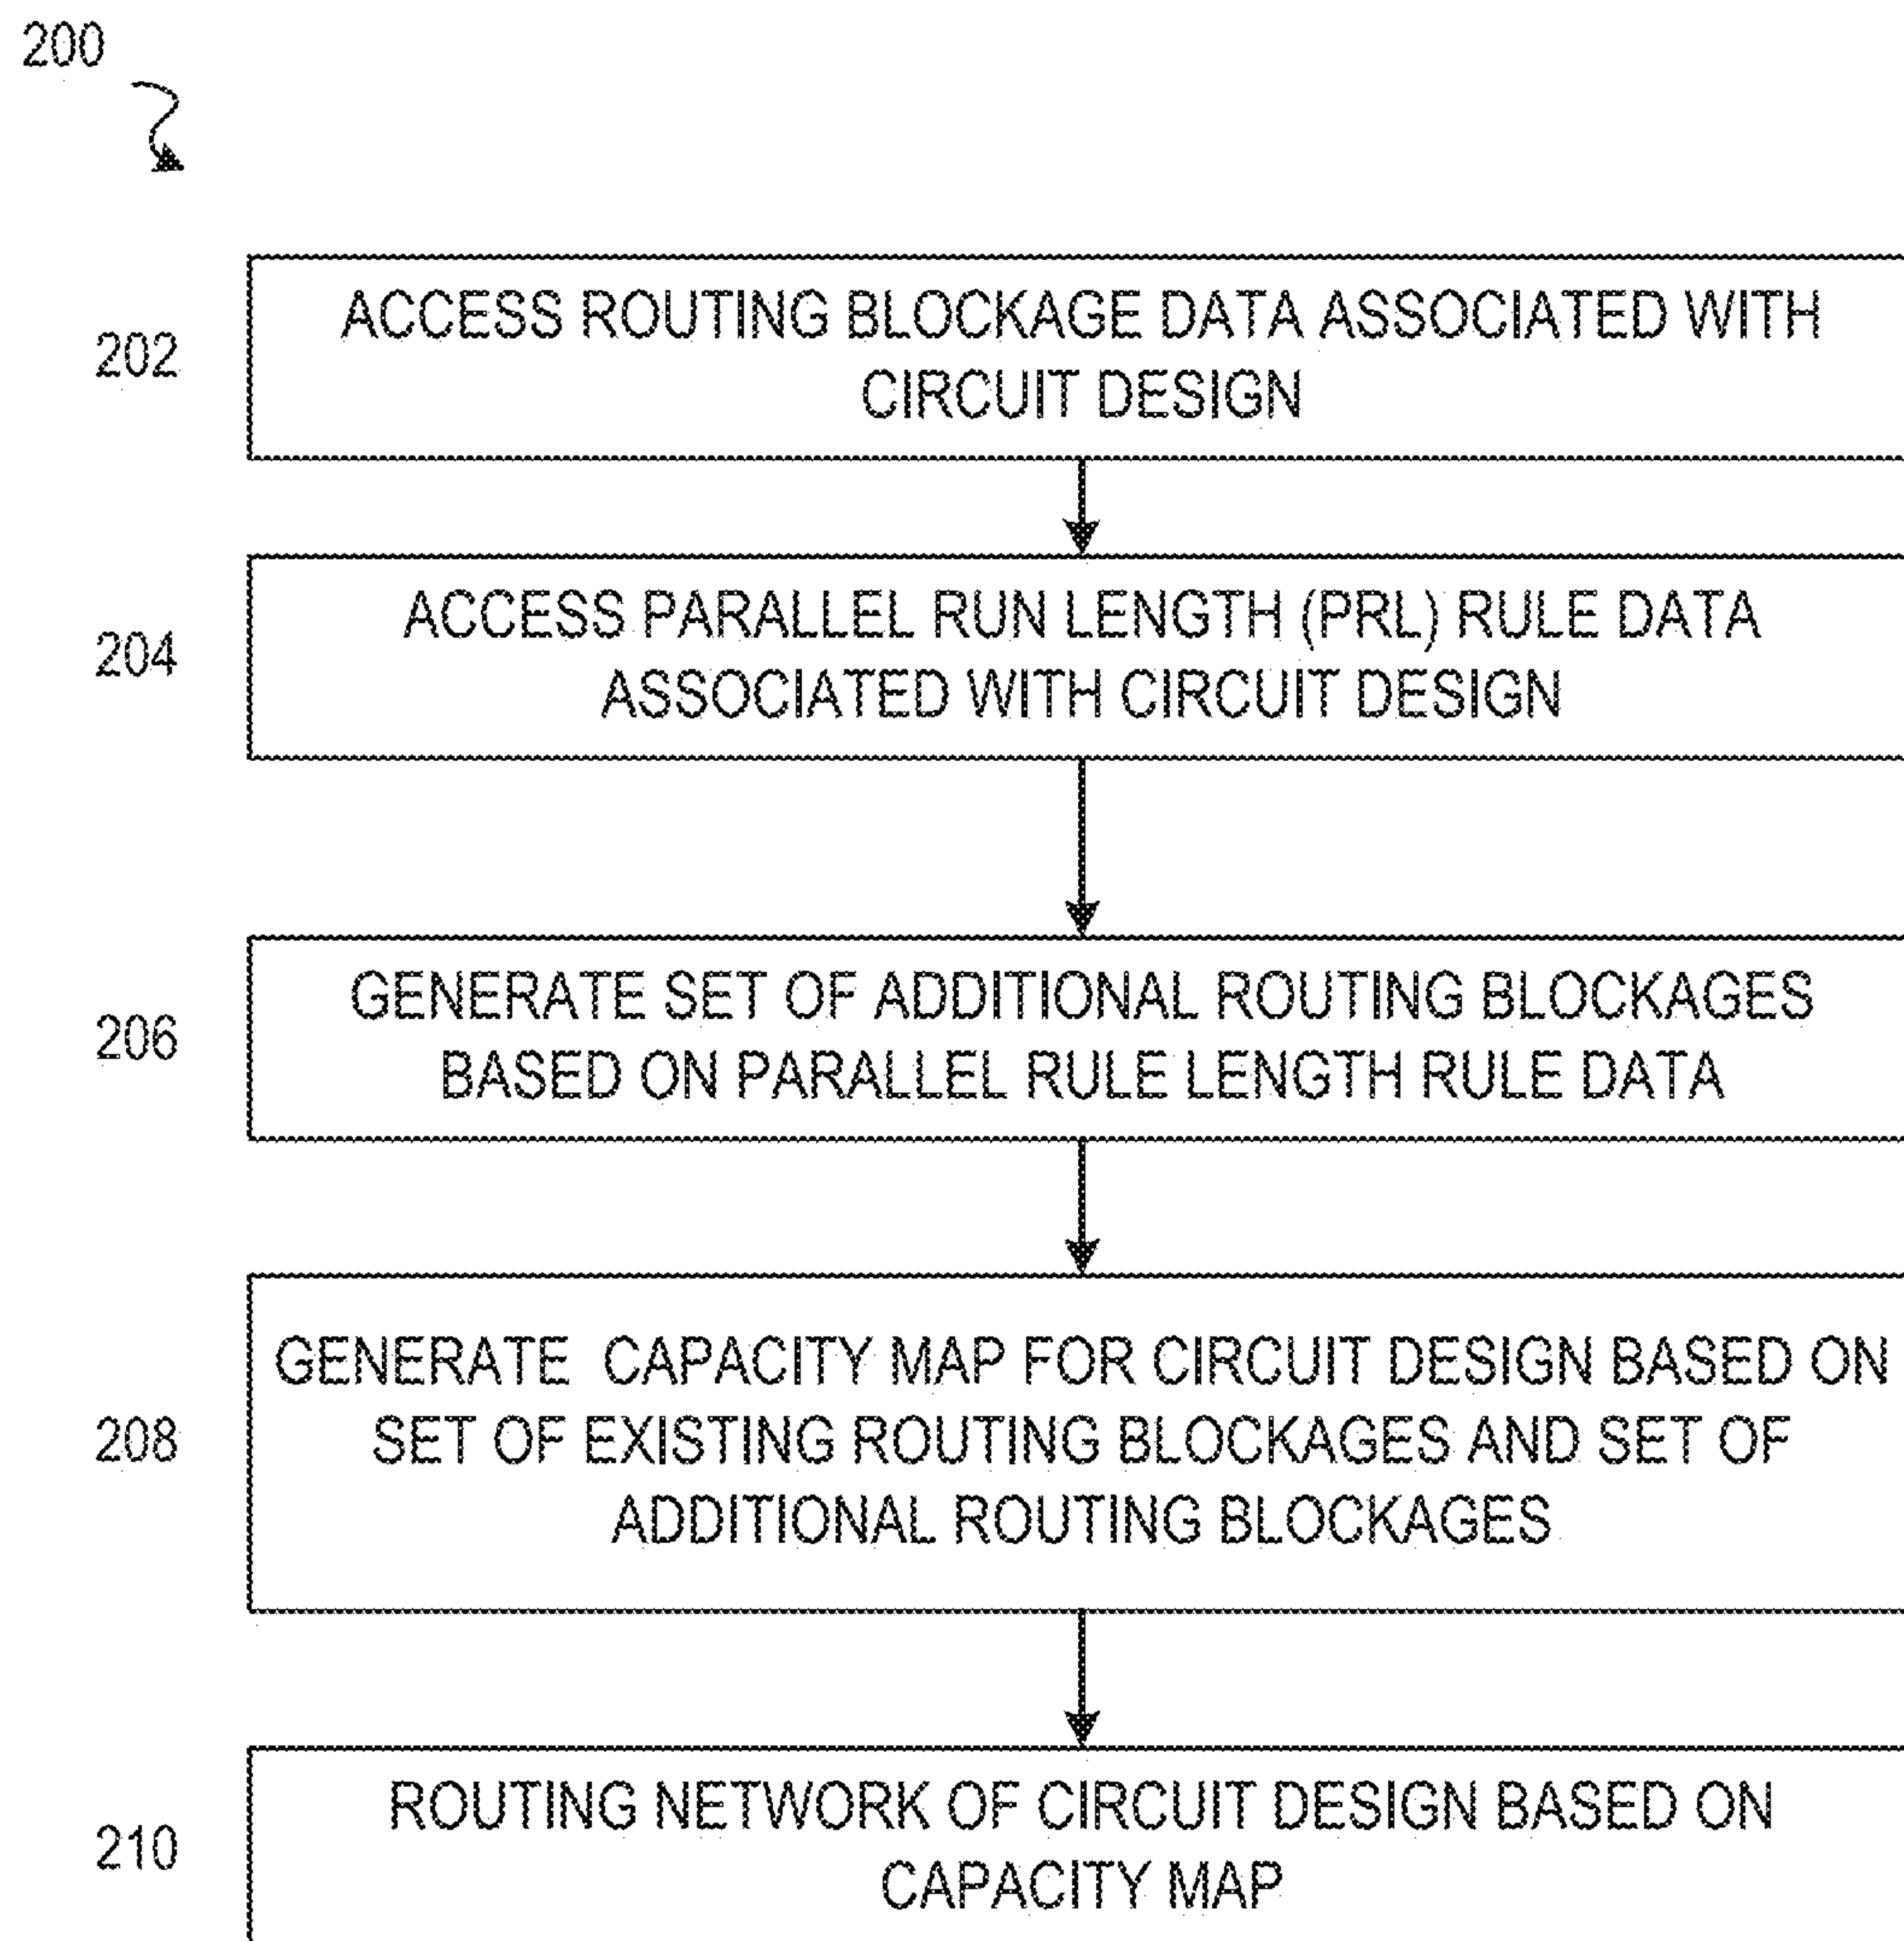 200
202
ACCESS ROUTING BLOCKAGE DATA ASSOCIATED WITH
CIRCUIT DESIGN
204
ACCESS PARALLEL RUN LENGTH (PRL) RULE DATA
ASSOCIATED WITH CIRCUIT DESIGN
206
GENERATE SET OF ADDITIONAL ROUTING BLOCKAGES
BASED ON PARALLEL RULE LENGTH RULE DATA
208
GENERATE CAPACITY MAP FOR CIRCUIT DESIGN BASED ON
SET OF EXISTING ROUTING BLOCKAGES AND SET OF
ADDITIONAL ROUTING BLOCKAGES
210
ROUTING NETWORK OF CIRCUIT DESIGN BASED ON
CAPACITY MAP